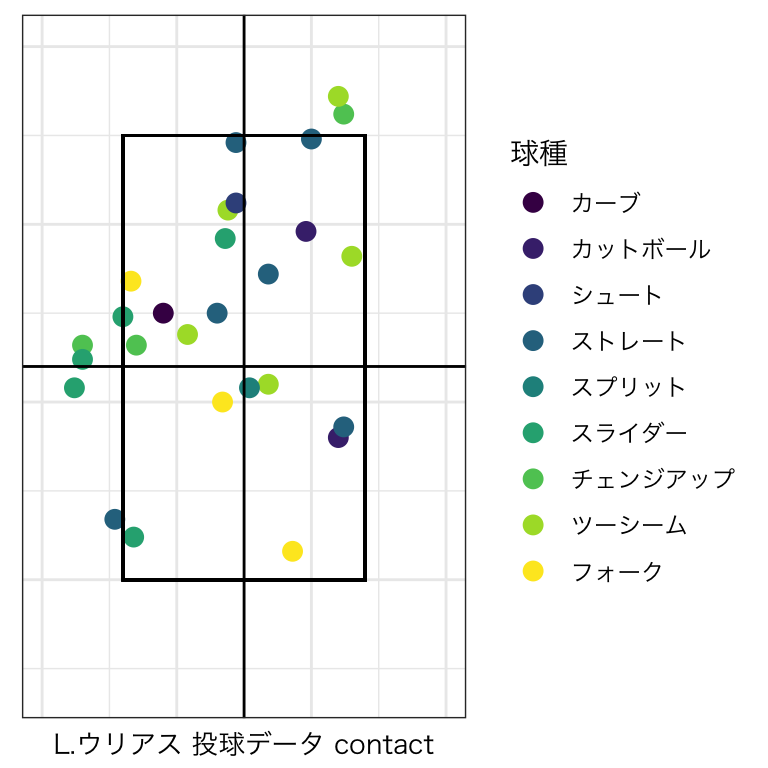 球種
カーブ
カットボール
シュート
ストレート
スプリット
スライダー
チェンジアップ
ツーシーム
フォーク
L.ウリアス 投球データ contact